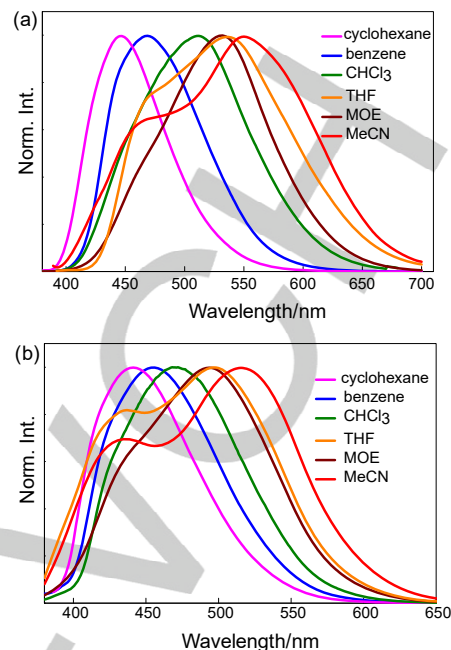 (a)
cyclohexane
benzene
CHCl3
THF
MOE
MeCN
Norm. Int.
400 450 500 550 600 650 700
Wavelength/nm
(b)
cyclohexane
benzene
CHCl3
THF
MOE
MeCN
Norm. Int.
400 450 500 550 600 650
Wavelength/nm